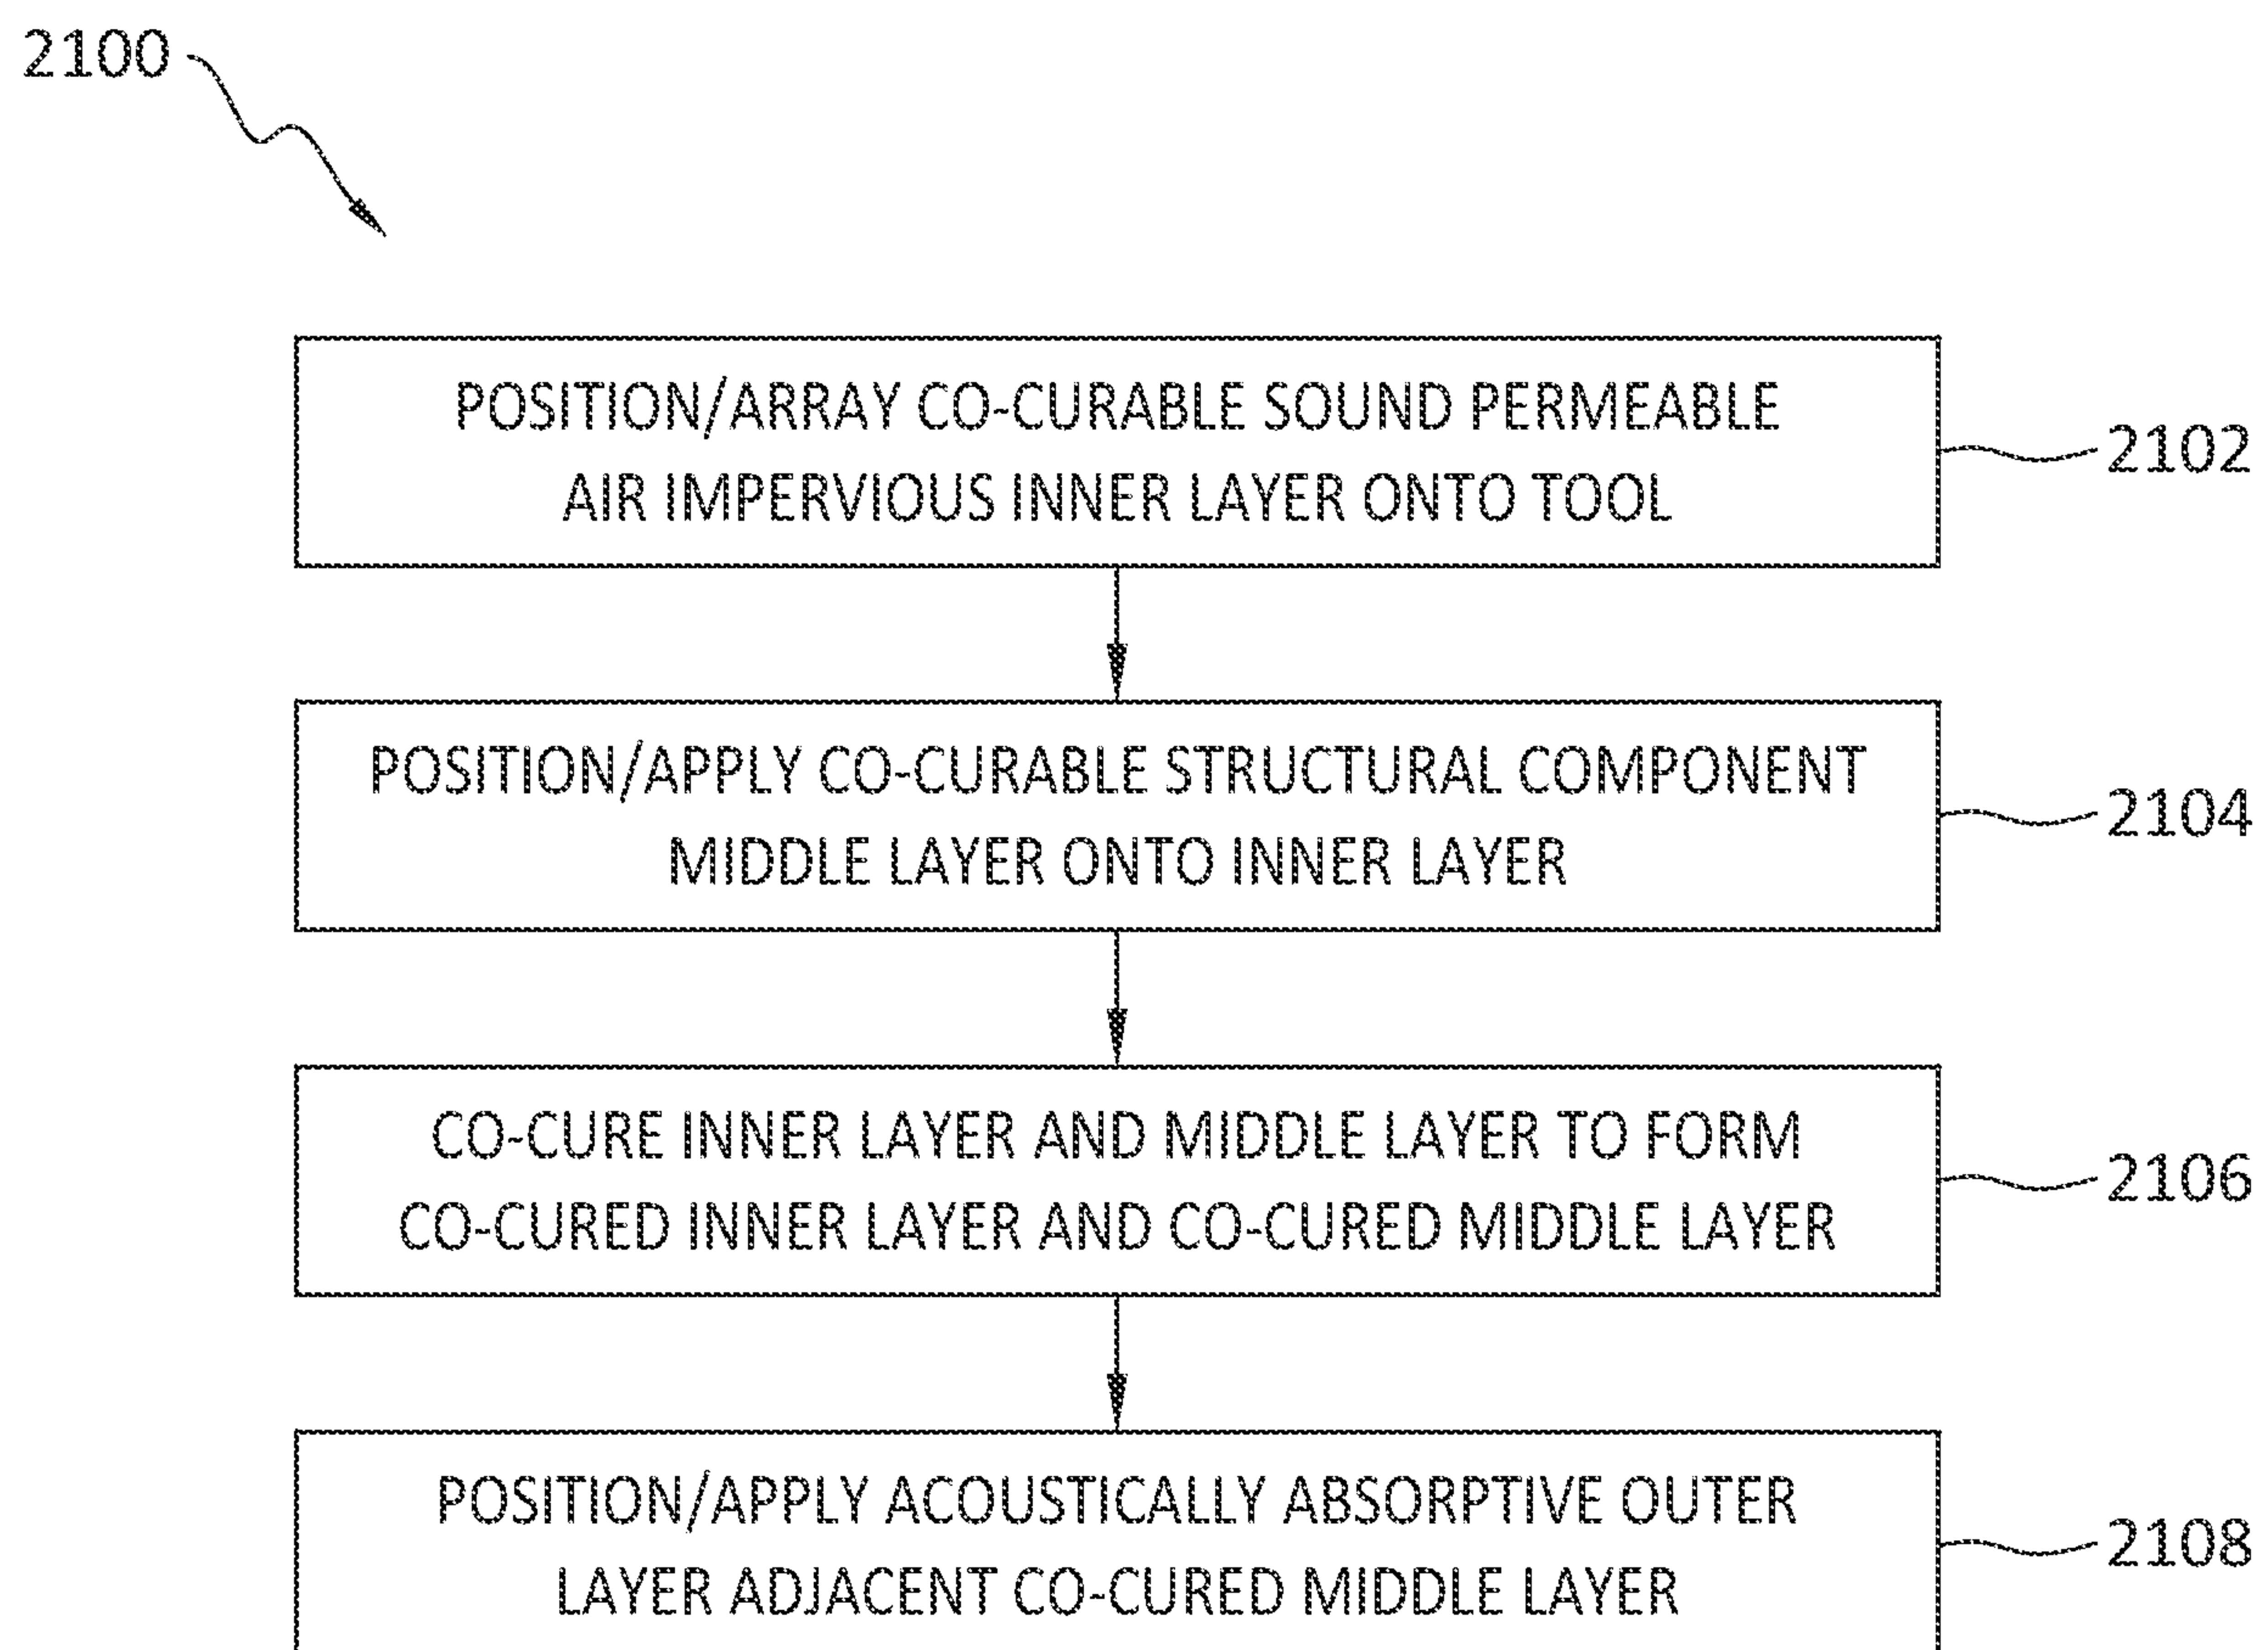 2100
POSITION/ARRAY CO-CURABLE SOUND PERMEABLE
AIR IMPERVIOUS INNER LAYER ONTO TOOL
2102
POSITION/APPLY CO-CURABLE STRUCTURAL COMPONENT
MIDDLE LAYER ONTO INNER LAYER
2104
CO-CURE INNER LAYER AND MIDDLE LAYER TO FORM
CO-CURED INNER LAYER AND CO-CURED MIDDLE LAYER
2106
POSITION/APPLY ACOUSTICALLY ABSORPTIVE OUTER
LAYER ADJACENT CO-CURED MIDDLE LAYER
2108